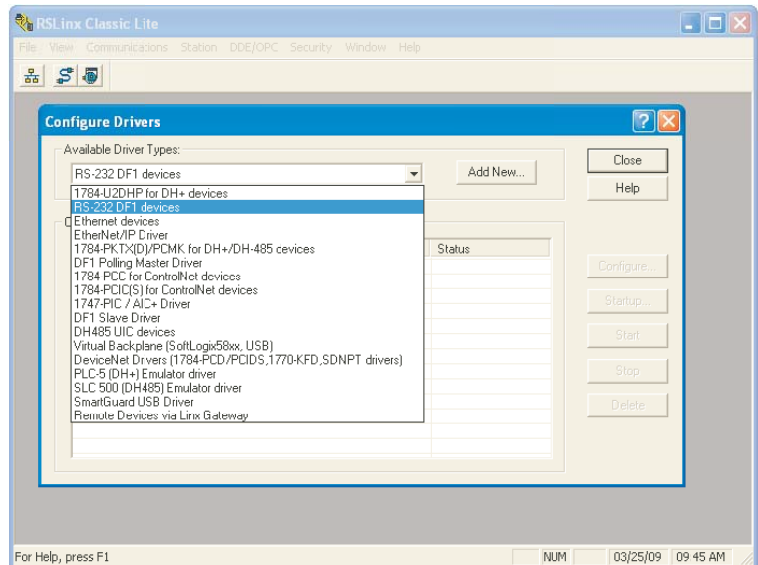 RSLinx Classic Lite
File View Communications Station DDE/OPC Security Window Help
Configure Drivers
Available Driver Types:
RS-232 DF1 devices
Add New...
Close
Help
1784-U2DHP for DH+ devices
RS-232 DF1 devices
Ethernet devices
EtherNet/IP Driver
1784-PKTX(D)/PCMK for DH+/DH-485 devices
DF1 Polling Master Driver
1784 PCC for ControlNet devices
1784-PCIC(S) for ControlNet devices
1747-PIC / AIC+ Driver
DF1 Slave Driver
DH485 UIC devices
Virtual Backplane (SoftLogix58xx, USB)
DeviceNet Drivers (1784-PCD/PCIDS,1770-KFD,SDNPT drivers)
PLC-5 (DH+) Emulator driver
SLC 500 (DH485) Emulator driver
SmartGuard USB Driver
Remote Devices via Linx Gateway
Status
Configure...
Startup...
Start
Stop
Delete
For Help, press F1
NUM
03/25/09
09 45 AM